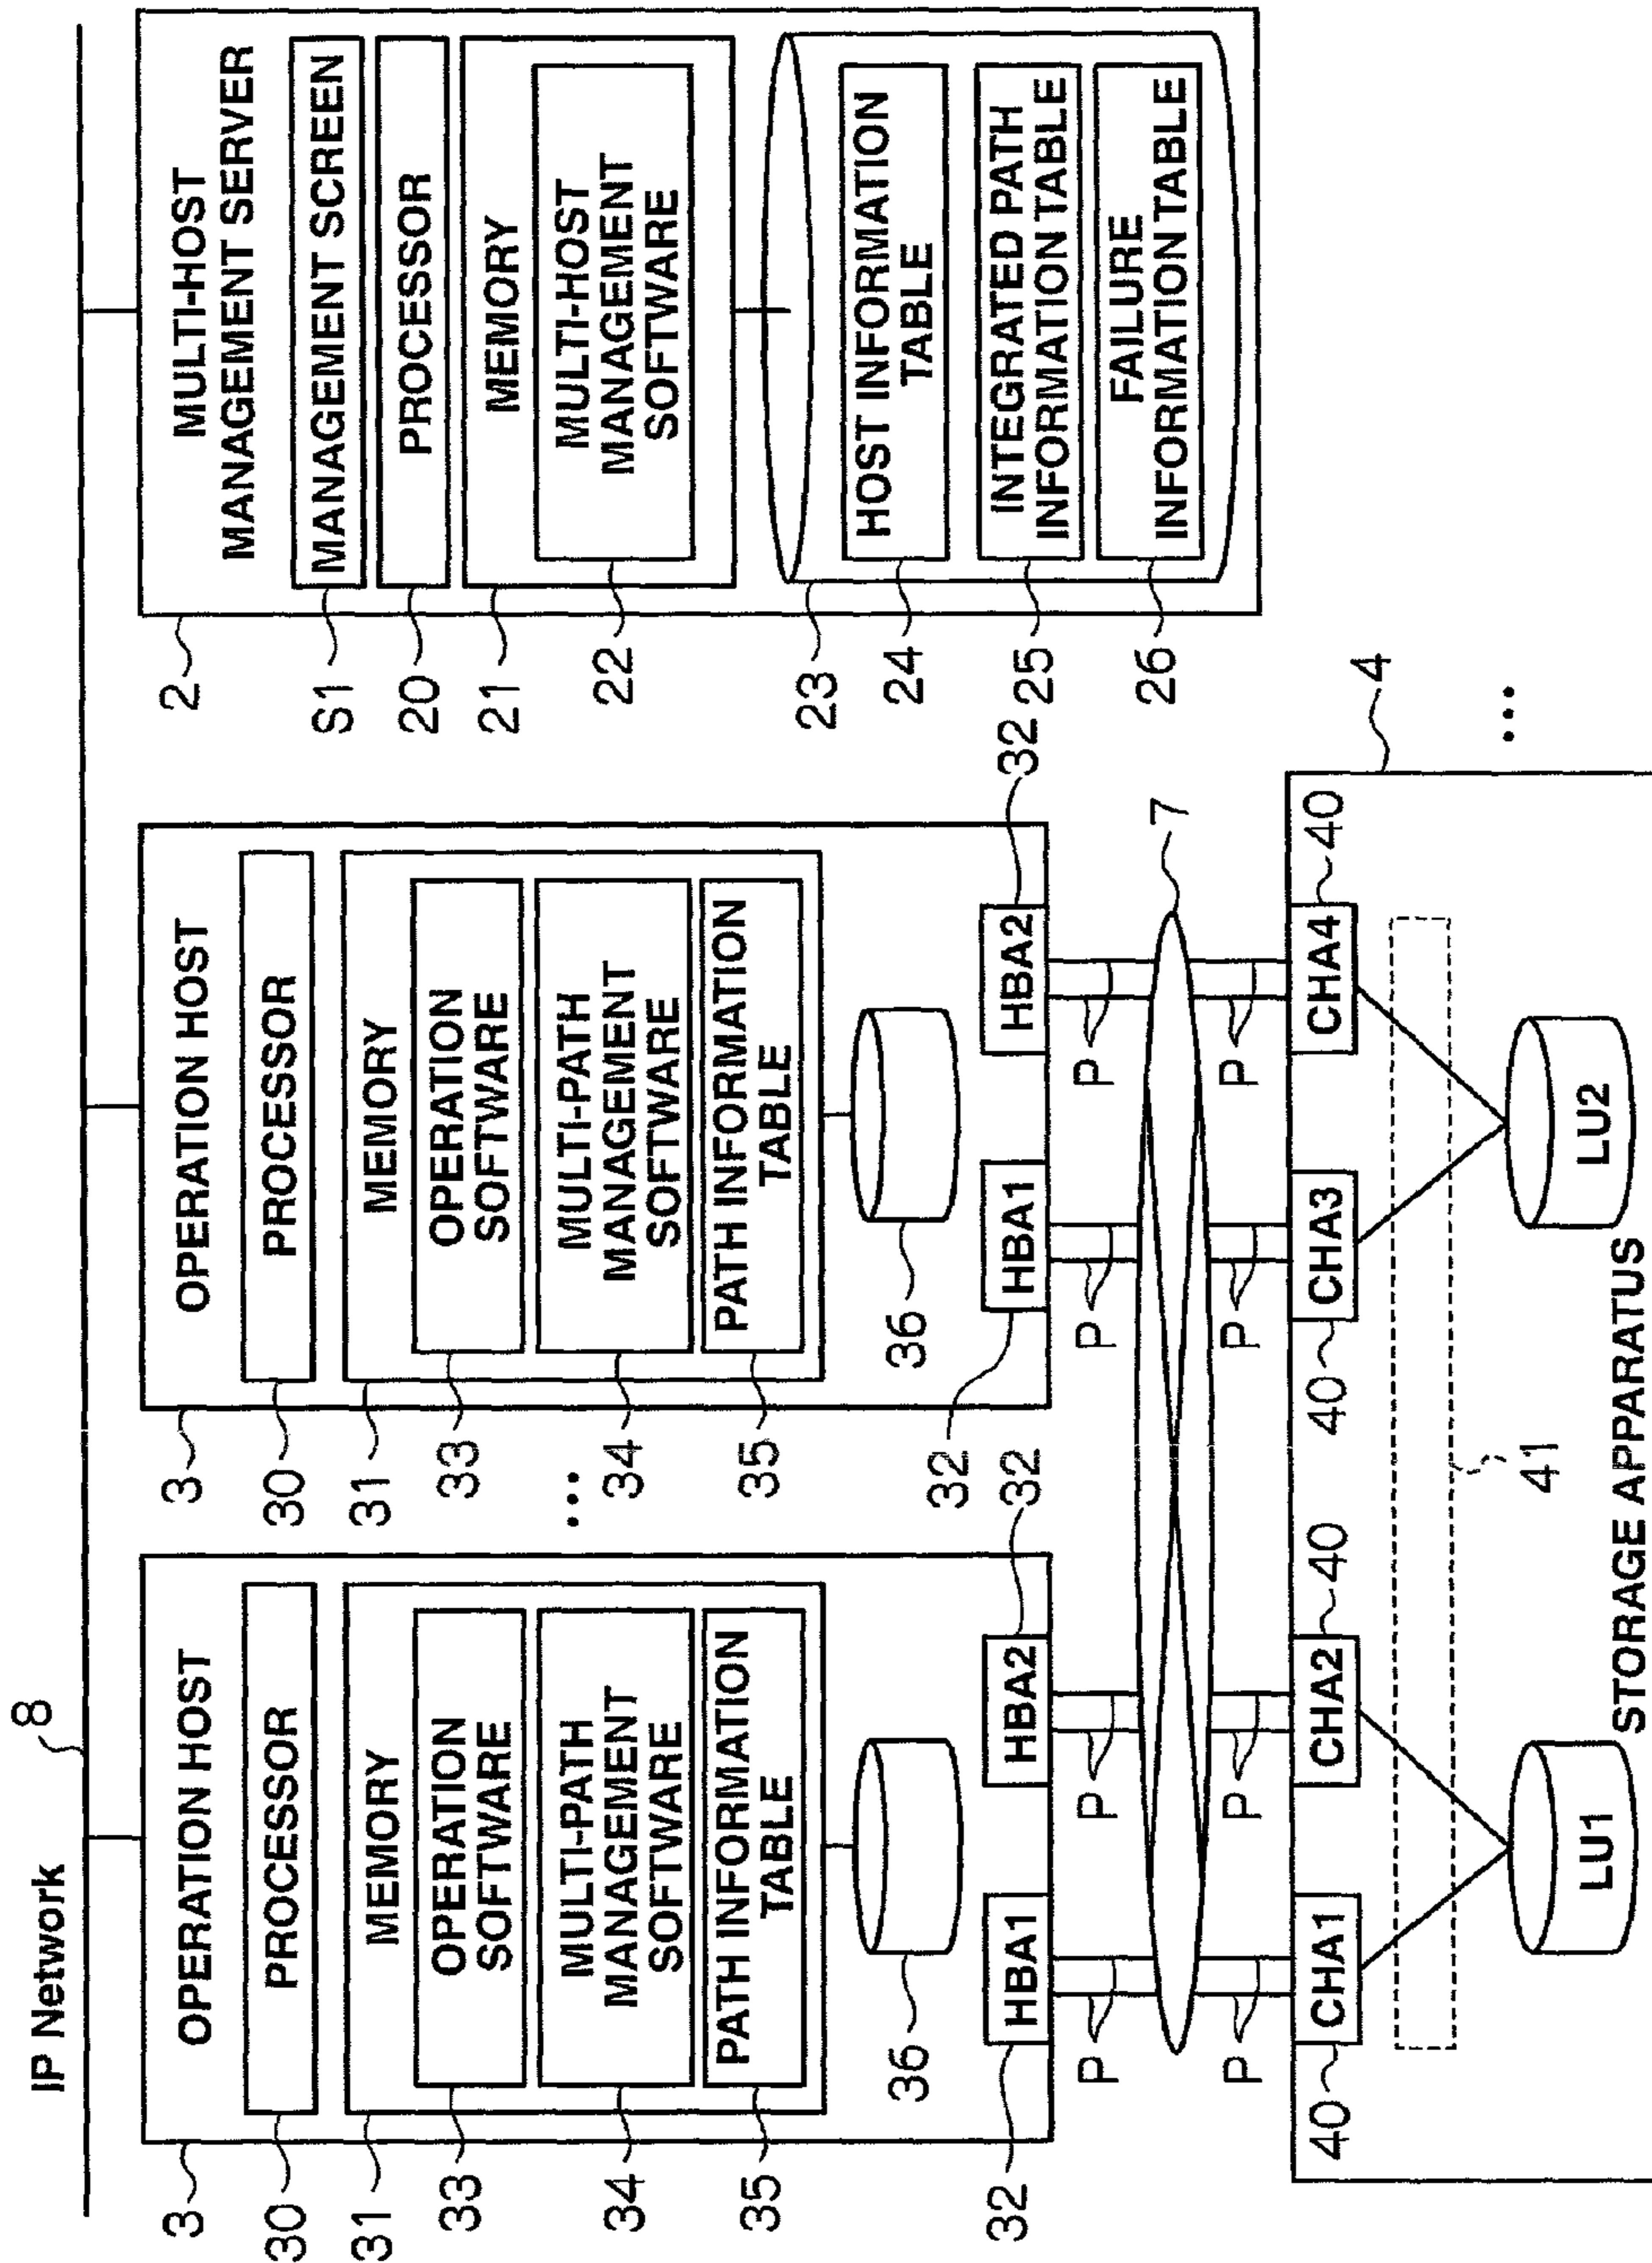 IP Network
8
3
OPERATION HOST
30
PROCESSOR
31
MEMORY
33
OPERATION
SOFTWARE
34
MULTI-PATH
MANAGEMENT
SOFTWARE
35
PATH INFORMATION
TABLE
36
32
HBA1
HBA2
32
...
3
OPERATION HOST
30
PROCESSOR
31
MEMORY
33
OPERATION
SOFTWARE
34
MULTI-PATH
MANAGEMENT
SOFTWARE
35
PATH INFORMATION
TABLE
36
32
HBA1
HBA2
32
2
MULTI-HOST
MANAGEMENT SERVER
S1
MANAGEMENT SCREEN
20
PROCESSOR
21
MEMORY
22
MULTI-HOST
MANAGEMENT
SOFTWARE
23
24
HOST INFORMATION
TABLE
25
INTEGRATED PATH
INFORMATION TABLE
26
FAILURE
INFORMATION TABLE
P
P
P
P
7
P
P
P
P
4
...
40
CHA1
CHA2
40
40
CHA3
CHA4
40
41
LU1
LU2
STORAGE APPARATUS